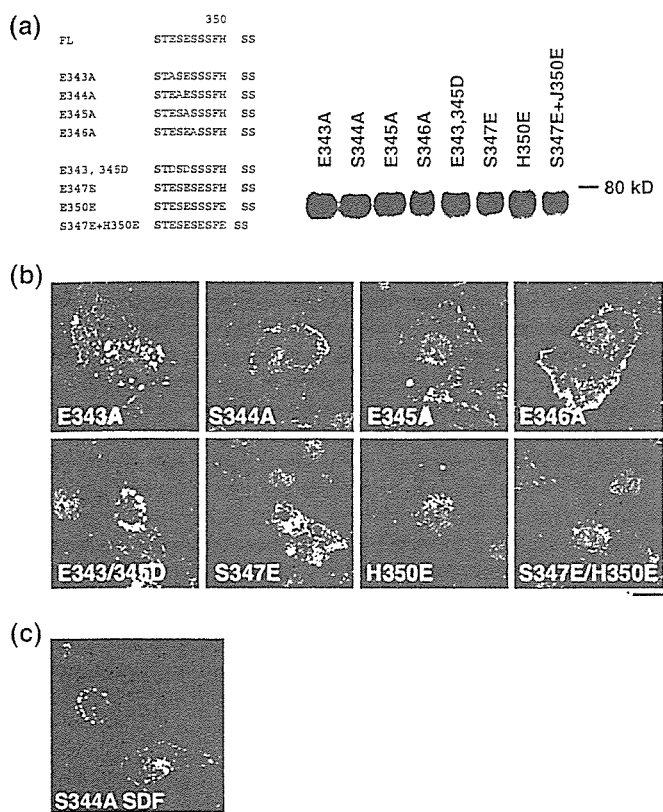 (a)
350
FL STESESSSFH SS
E343A STASESSSFH SS
E344A STEAESSSFH SS
E345A STESASSSFH SS
E346A STESEASSFH SS
E343, 345D STDSDSSSFH SS
E347E STESESESFH SS
E350E STESESSSFE SS
S347E+H350E STESESESFE SS
E343A
S344A
E345A
S346A
E343,345D
S347E
H350E
S347E+J350E
80 kD
(b)
E343A
S344A
E345A
E346A
E343/345D
S347E
H350E
S347E/H350E
(c)
S344A SDF